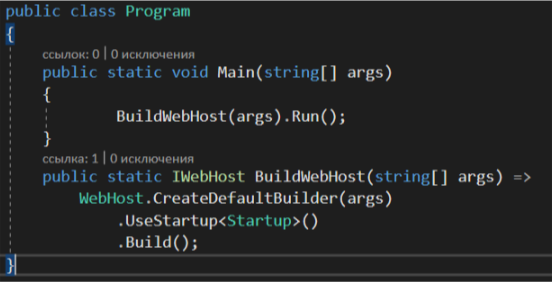 public class Program
{
ссылок: 0 | 0 исключения
public static void Main(string[] args)
{
BuildWebHost(args).Run();
}
ссылка: 1 | 0 исключения
public static IWebHost BuildWebHost(string[] args) =>
WebHost.CreateDefaultBuilder(args)
.UseStartup<Startup>()
.Build();
}